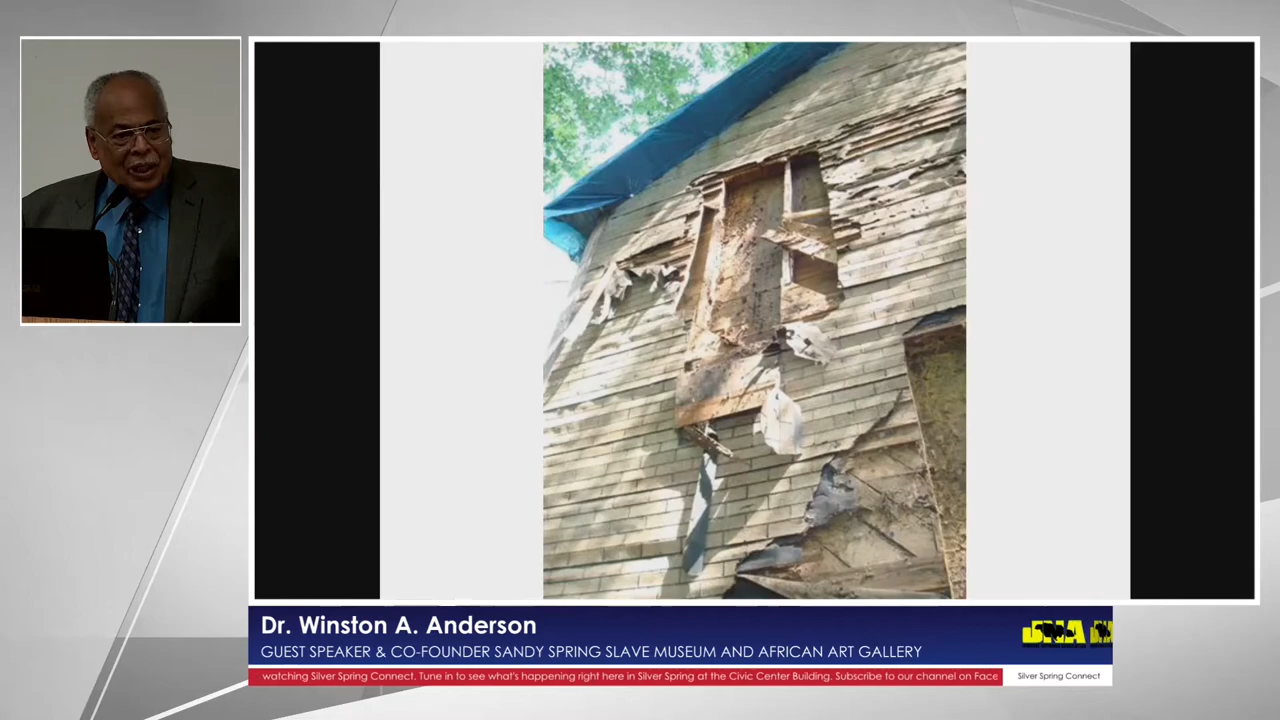 Dr. Winston A. Anderson
GUEST SPEAKER & CO-FOUNDER SANDY SPRING SLAVE MUSEUM AND AFRICAN ART GALLERY
watching Silver Spring Connect. Tune in to see what's happening right here in Silver Spring at the Civic Center Building. Subscribe to our channel on Face
Silver Spring Connect